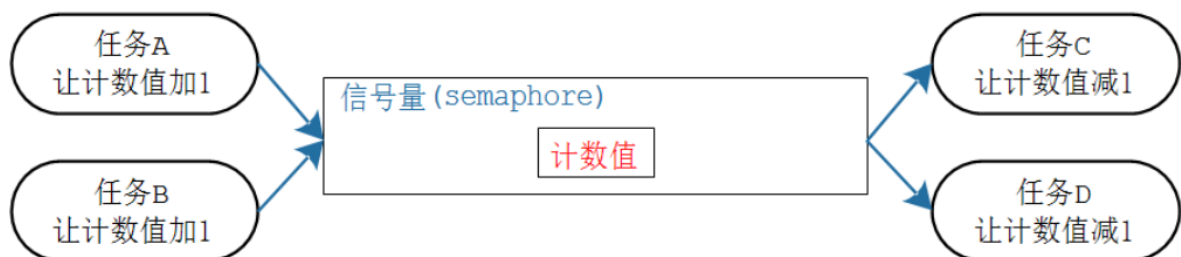 任务A
让计数值加1
任务B
让计数值加1
信号量(semaphore)
计数值
任务C
让计数值减1
任务D
让计数值减1